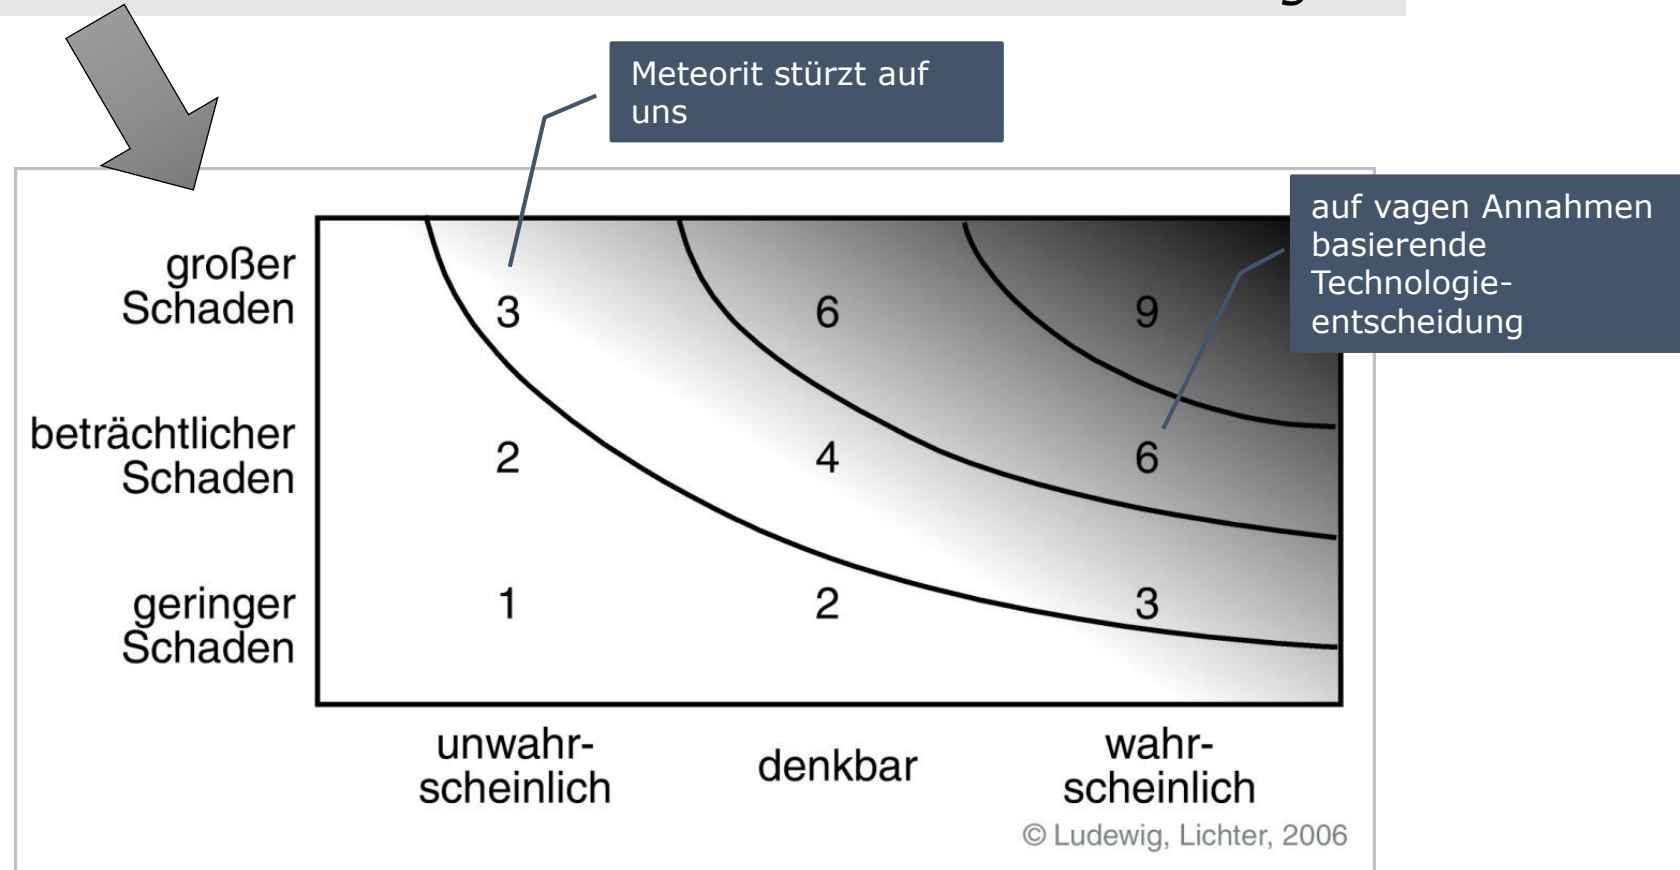 Meteorit stürzt auf
uns
auf vagen Annahmen
basierende
Technologie-
entscheidung
großer
Schaden
3
6
9
beträchtlicher
Schaden
2
4
6
geringer
Schaden
1
2
3
unwahr-
scheinlich
denkbar
wahr-
scheinlich
© Ludewig, Lichter, 2006